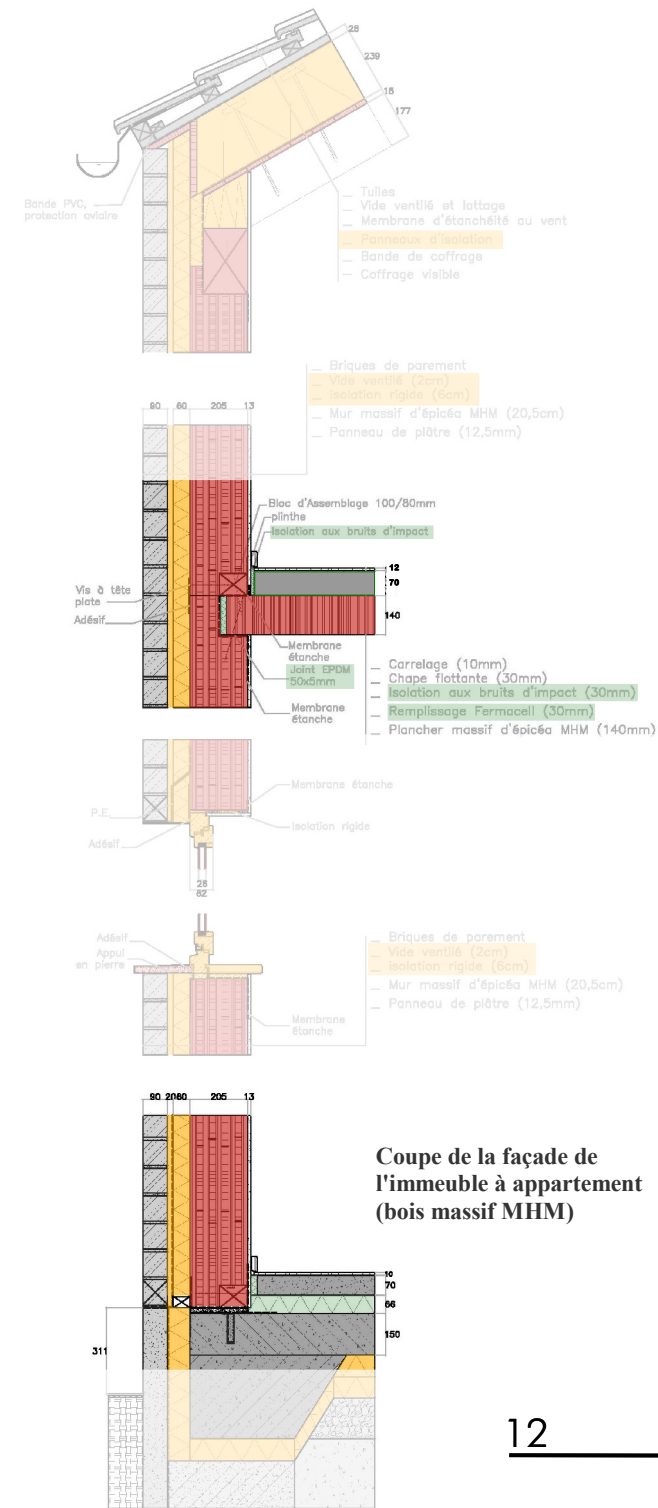 28
239
18
177
Bande PVC,
protection aviaire
_ Tuiles
_ Vide ventilé et lattage
_ Membrane d'étanchéité au vent
_ Panneaux d'isolation
_ Bande de coffrage
_ Coffrage visible
_ Briques de parement
_ Vide ventilé (2cm)
_ isolation rigide (6cm)
_ Mur massif d'épicéa MHM (20,5cm)
_ Panneau de plâtre (12,5mm)
90 60 205 13
Bloc d'Assemblage 100/80mm
plinthe
Isolation aux bruits d'impact
12
70
140
Vis à tête
plate
Adésif
Membrane
étanche
Joint EPDM
50x5mm
Membrane
étanche
_ Carrelage (10mm)
_ Chape flottante (30mm)
_ Isolation aux bruits d'impact (30mm)
_ Remplissage Fermacell (30mm)
_ Plancher massif d'épicéa MHM (140mm)
Membrane étanche
P.E.
isolation rigide
Adésif
28
82
Adésif
Appui
en pierre
_ Briques de parement
_ Vide ventilé (2cm)
_ isolation rigide (6cm)
_ Mur massif d'épicéa MHM (20,5cm)
_ Panneau de plâtre (12,5mm)
Membrane
étanche
90 20 60 205 13
Coupe de la façade de
l'immeuble à appartement
(bois massif MHM)
10
70
66
150
311
12